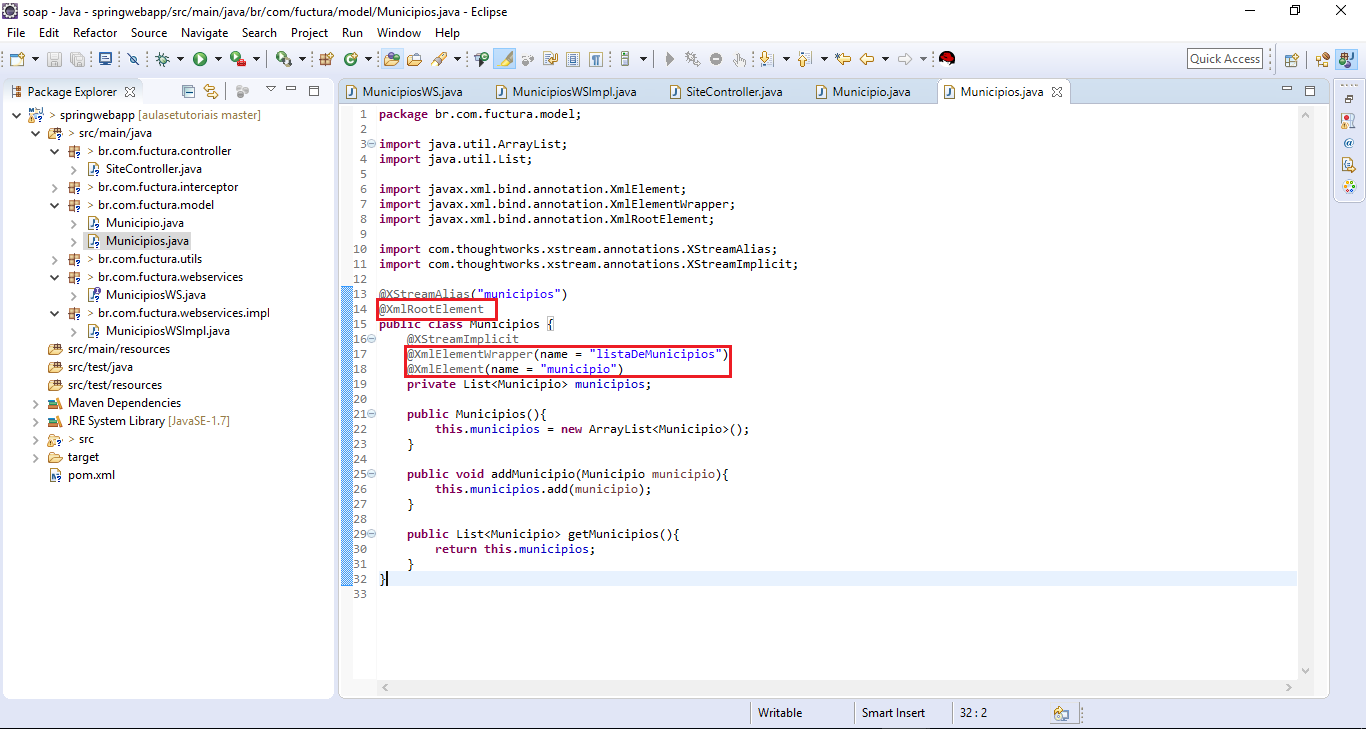 soap - Java - springwebapp/src/main/java/br/com/fuctura/model/Municipios.java - Eclipse
File Edit Refactor Source Navigate Search Project Run Window Help
Quick Access
Package Explorer
> springwebapp [aulasetutoriais master]
> src/main/java
> br.com.fuctura.controller
SiteController.java
> br.com.fuctura.interceptor
> br.com.fuctura.model
Municipio.java
Municipios.java
> br.com.fuctura.utils
> br.com.fuctura.webservices
MunicipiosWS.java
> br.com.fuctura.webservices.impl
MunicipiosWSImpl.java
src/main/resources
src/test/java
src/test/resources
Maven Dependencies
JRE System Library [JavaSE-1.7]
> src
target
pom.xml
MunicipiosWS.java MunicipiosWSImpl.java SiteController.java Municipio.java Municipios.java
1 package br.com.fuctura.model;
2
3 import java.util.ArrayList;
4 import java.util.List;
5
6 import javax.xml.bind.annotation.XmlElement;
7 import javax.xml.bind.annotation.XmlElementWrapper;
8 import javax.xml.bind.annotation.XmlRootElement;
9
10 import com.thoughtworks.xstream.annotations.XStreamAlias;
11 import com.thoughtworks.xstream.annotations.XStreamImplicit;
12
13 @XStreamAlias("municipios")
14 @XmlRootElement
15 public class Municipios {
16 @XStreamImplicit
17 @XmlElementWrapper(name = "listaDeMunicipios")
18 @XmlElement(name = "municipio")
19 private List<Municipio> municipios;
20
21 public Municipios(){
22 this.municipios = new ArrayList<Municipio>();
23 }
24
25 public void addMunicipio(Municipio municipio){
26 this.municipios.add(municipio);
27 }
28
29 public List<Municipio> getMunicipios(){
30 return this.municipios;
31 }
32 }
33
Writable Smart Insert 32 : 2